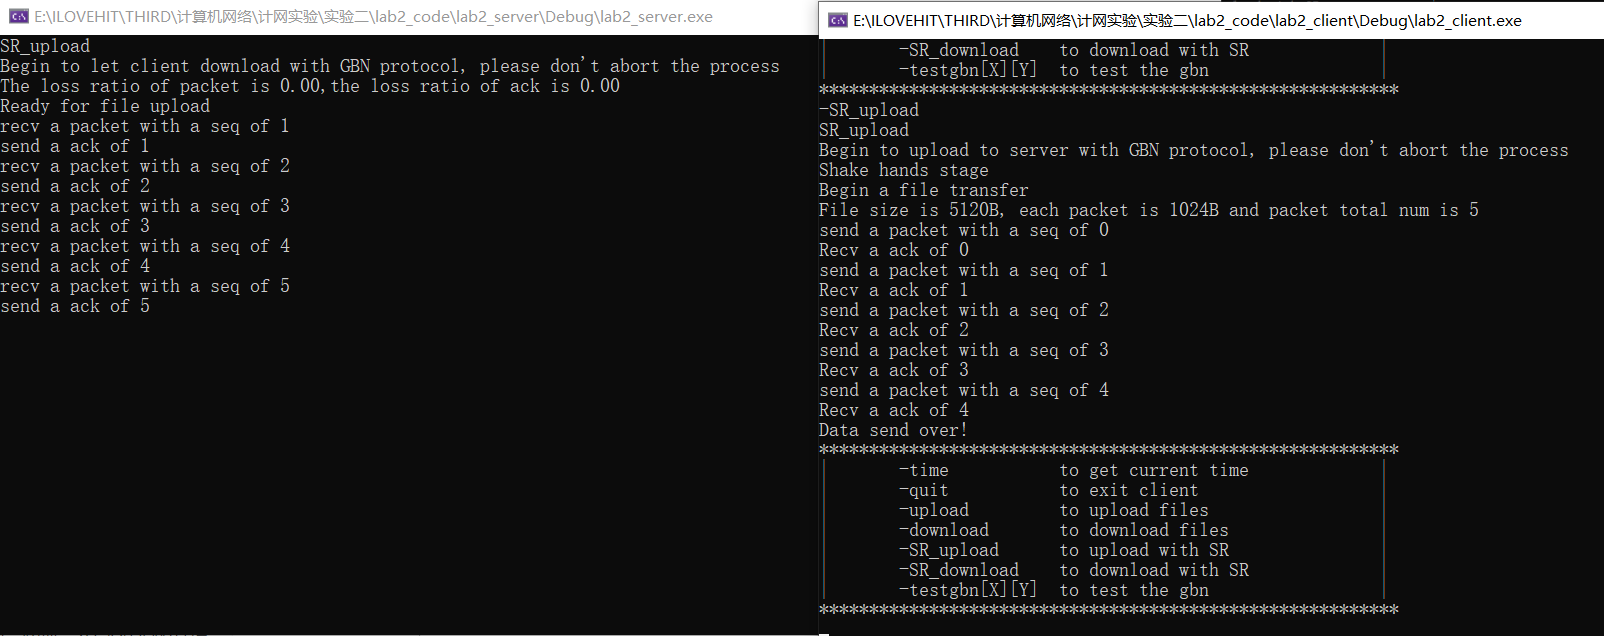 E:\ILOVEHIT\THIRD\计算机网络\计网实验\实验二\lab2_code\lab2_server\Debug\lab2_server.exe
SR_upload
Begin to let client download with GBN protocol, please don't abort the process
The loss ratio of packet is 0.00,the loss ratio of ack is 0.00
Ready for file upload
recv a packet with a seq of 1
send a ack of 1
recv a packet with a seq of 2
send a ack of 2
recv a packet with a seq of 3
send a ack of 3
recv a packet with a seq of 4
send a ack of 4
recv a packet with a seq of 5
send a ack of 5
E:\ILOVEHIT\THIRD\计算机网络\计网实验\实验二\lab2_code\lab2_client\Debug\lab2_client.exe
| -SR_download to download with SR |
| -testgbn[X][Y] to test the gbn |
**********************************************************
-SR_upload
SR_upload
Begin to upload to server with GBN protocol, please don't abort the process
Shake hands stage
Begin a file transfer
File size is 5120B, each packet is 1024B and packet total num is 5
send a packet with a seq of 0
Recv a ack of 0
send a packet with a seq of 1
Recv a ack of 1
send a packet with a seq of 2
Recv a ack of 2
send a packet with a seq of 3
Recv a ack of 3
send a packet with a seq of 4
Recv a ack of 4
Data send over!
**********************************************************
| -time to get current time |
| -quit to exit client |
| -upload to upload files |
| -download to download files |
| -SR_upload to upload with SR |
| -SR_download to download with SR |
| -testgbn[X][Y] to test the gbn |
**********************************************************